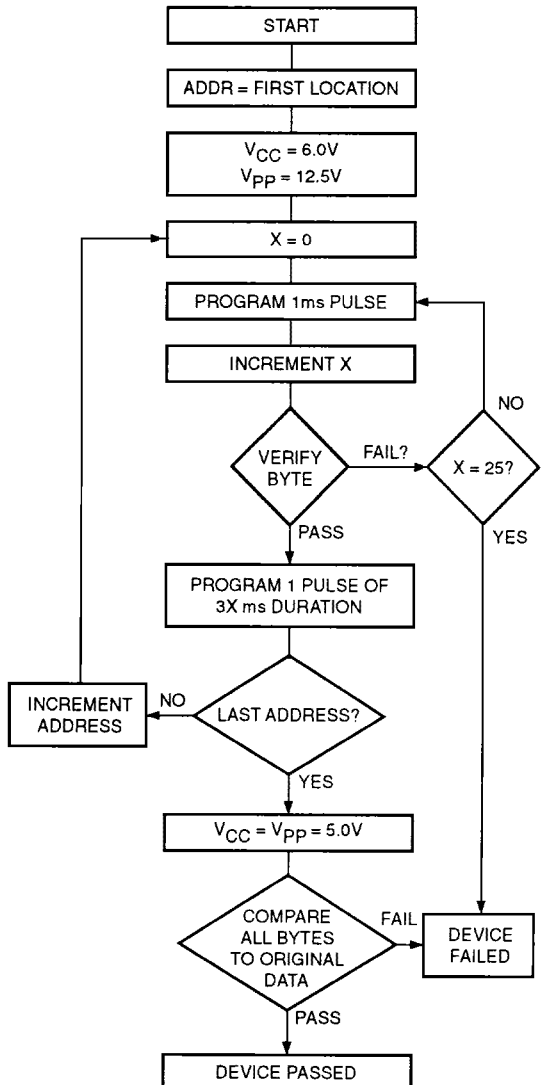 START
ADDR = FIRST LOCATION
VCC = 6.0V
VPP = 12.5V
X = 0
PROGRAM 1ms PULSE
INCREMENT X
NO
VERIFY
BYTE
FAIL?
X = 25?
PASS
YES
PROGRAM 1 PULSE OF
3X ms DURATION
INCREMENT
ADDRESS
NO
LAST ADDRESS?
YES
VCC = VPP = 5.0V
COMPARE
ALL BYTES
TO ORIGINAL
DATA
FAIL
DEVICE
FAILED
PASS
DEVICE PASSED